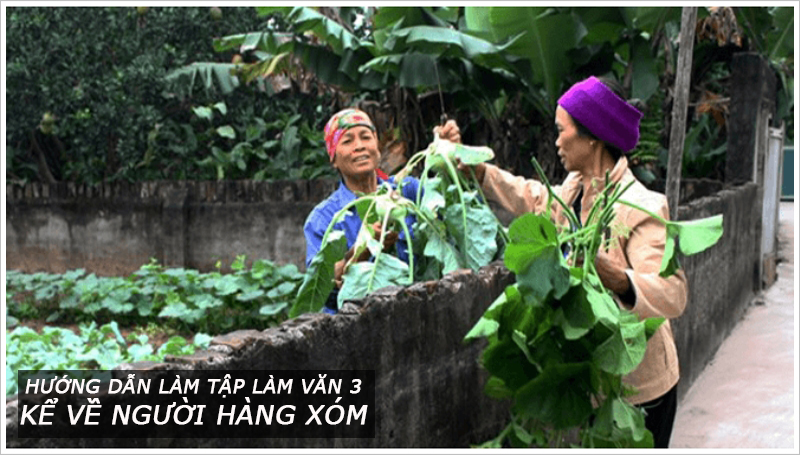 HƯỚNG DẪN LÀM TẬP LÀM VĂN 3
KỂ VỀ NGƯỜI HÀNG XÓM